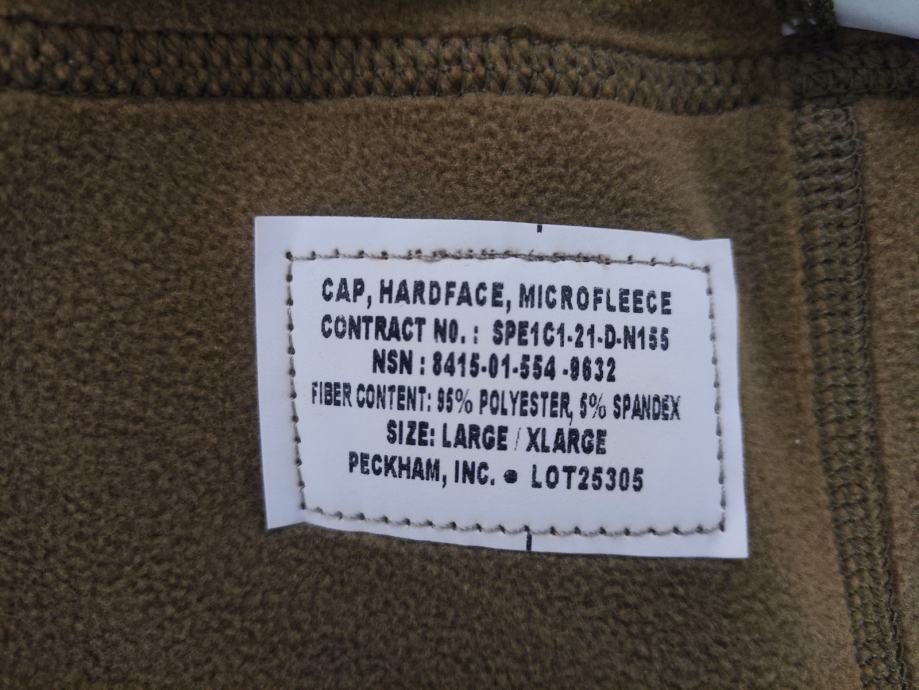 CAP, HARDFACE, MICROFLEECE
CONTRACT NO. : SPE1C1-21-D-N155
NSN : 8415-01-554 -9632
FIBER CONTENT: 95% POLYESTER, 5% SPANDEX
SIZE: LARGE / XLARGE
PECKHAM, INC. ● LOT25305